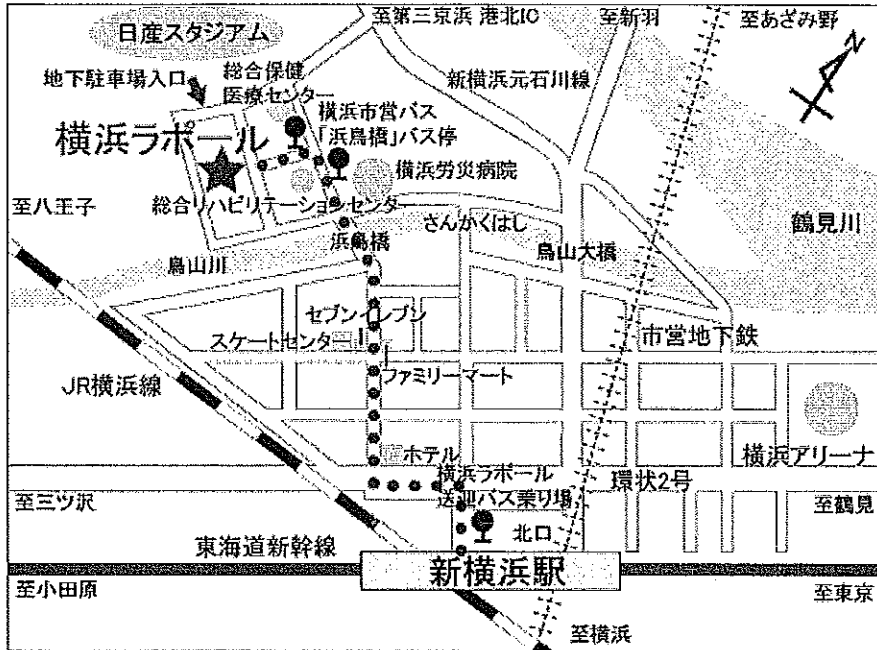 至第三京浜 港北IC
至新羽
至あざみ野
日産スタジアム
N
地下駐車場入口
総合保健
医療センター
新横浜元石川線
横浜市営バス
「浜鳥橋」バス停
横浜ラポール
横浜労災病院
至八王子
総合リハビリテーションセンター
さんかくはし
鶴見川
浜鳥橋
鳥山大橋
鳥山川
セブンイレブン
スケートセンター
市営地下鉄
ファミリーマート
JR横浜線
ホテル
横浜アリーナ
横浜ラポール
送迎バス乗り場
環状2号
至三ツ沢
至鶴見
北口
東海道新幹線
新横浜駅
至小田原
至東京
至横浜